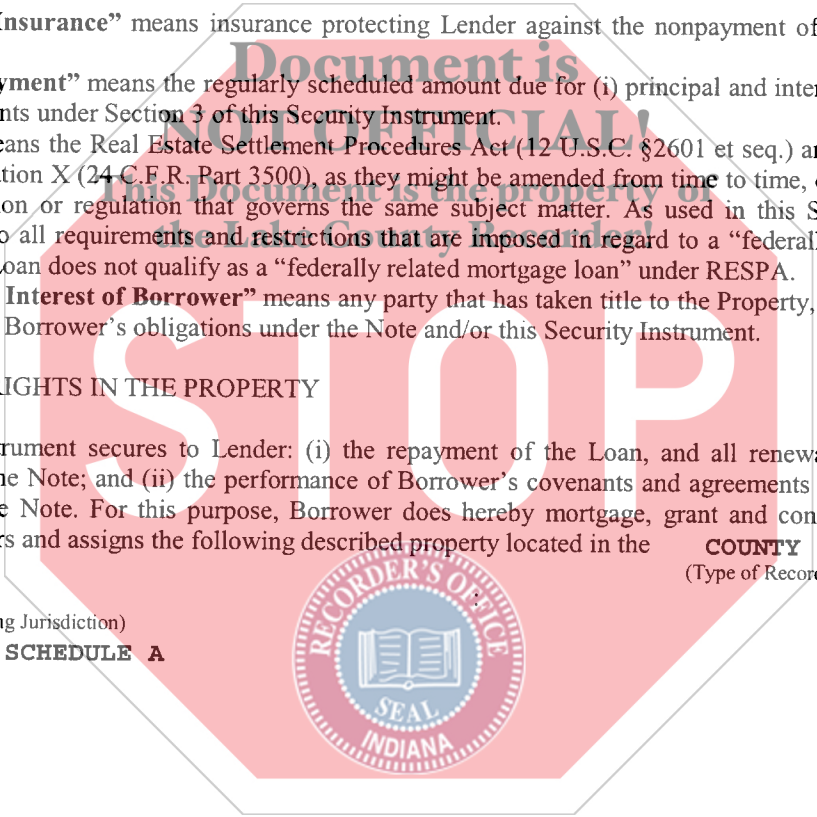 Insurance” means insurance protecting Lender against the nonpayment of
Document is
yment” means the regularly scheduled amount due for (i) principal and inter
nts under Section 3 of this Security Instrument.
NOT OFFICIAL!
eans the Real Estate Settlement Procedures Act (12 U.S.C. §2601 et seq.) an
tion X (24 C.F.R. Part 3500), as they might be amended from time to time,
This Document is the property of
on or regulation that governs the same subject matter. As used in this S
the Lake County Recorder!
o all requirements and restrictions that are imposed in regard to a “federall
oan does not qualify as a “federally related mortgage loan” under RESPA.
Interest of Borrower” means any party that has taken title to the Property,
Borrower’s obligations under the Note and/or this Security Instrument.
STOP
RIGHTS IN THE PROPERTY
rument secures to Lender: (i) the repayment of the Loan, and all renewa
he Note; and (ii) the performance of Borrower’s covenants and agreements
e Note. For this purpose, Borrower does hereby mortgage, grant and con
rs and assigns the following described property located in the COUNTY
(Type of Record
ng Jurisdiction)
SCHEDULE A
RECORDER'S OFFICE
SEAL
INDIANA